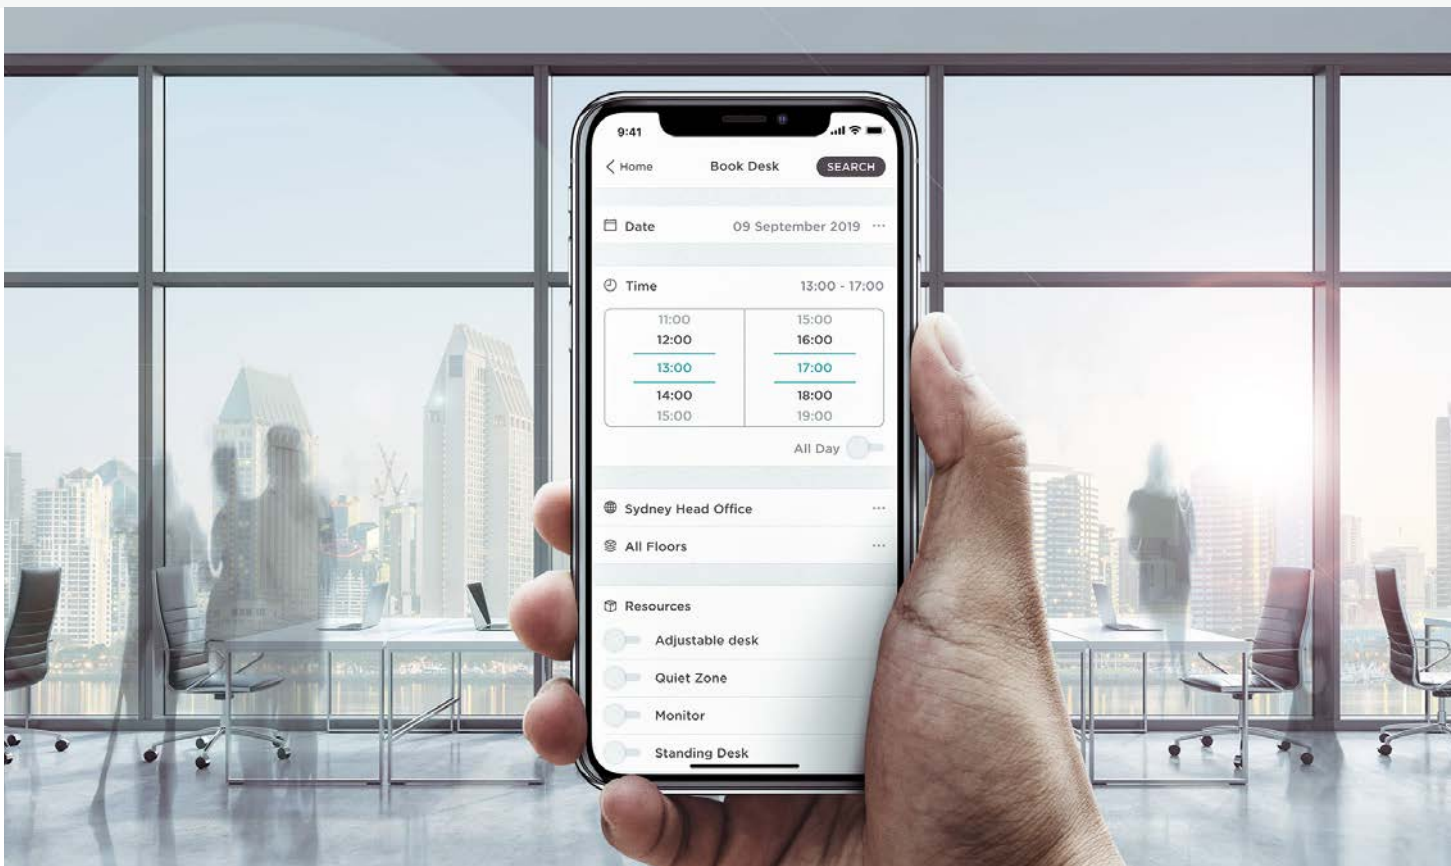 9:41
Home Book Desk SEARCH
Date 09 September 2019 ...
Time 13:00 - 17:00
11:00 15:00
12:00 16:00
13:00 17:00
14:00 18:00
15:00 19:00
All Day
Sydney Head Office ...
All Floors ...
Resources
Adjustable desk
Quiet Zone
Monitor
Standing Desk